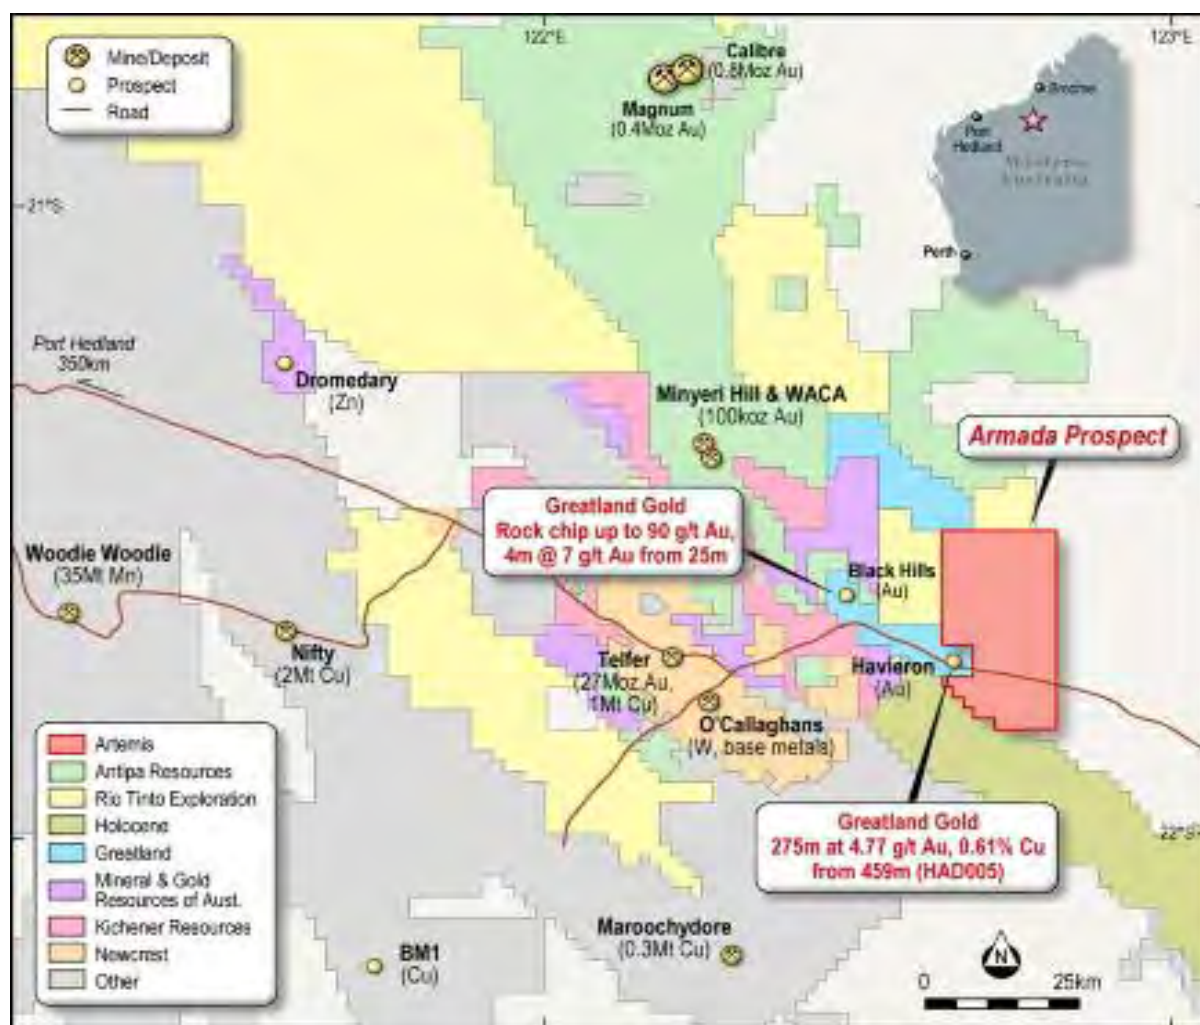 122°E
123°E
Mine/Deposit
Prospect
Road
Calibre
(0.8Moz Au)
Magnum
(0.4Moz Au)
Broome
Port
Hedland
Western
Australia
Perth
21°S
Port Hedland
350km
Dromedary
(Zn)
Minyeri Hill & WACA
(100koz Au)
Armada Prospect
Greatland Gold
Rock chip up to 90 g/t Au,
4m @ 7 g/t Au from 25m
Woodie Woodie
(35Mt Mn)
Black Hills
(Au)
Nifty
(2Mt Cu)
Telfer
(27Moz Au,
1Mt Cu)
Havieron
(Au)
O'Callaghans
(W, base metals)
Artemis
Antipa Resources
Rio Tinto Exploration
Holocene
Greatland
Mineral & Gold
Resources of Aust.
Kichener Resources
Newcrest
Other
Greatland Gold
275m at 4.77 g/t Au, 0.61% Cu
from 459m (HAD005)
22°S
Maroochydore
(0.3Mt Cu)
BM1
(Cu)
N
0
25km